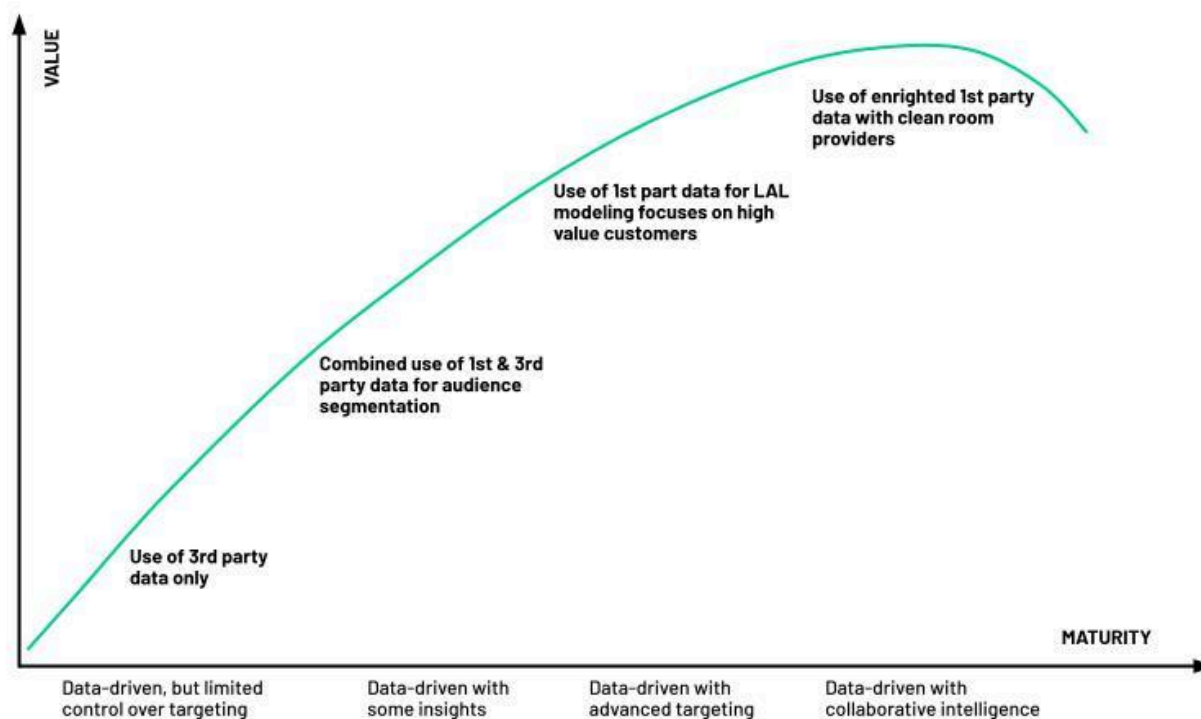 VALUE
Use of enrighted 1st party
data with clean room
providers
Use of 1st part data for LAL
modeling focuses on high
value customers
Combined use of 1st & 3rd
party data for audience
segmentation
Use of 3rd party
data only
MATURITY
Data-driven, but limited
control over targeting
Data-driven with
some insights
Data-driven with
advanced targeting
Data-driven with
collaborative intelligence